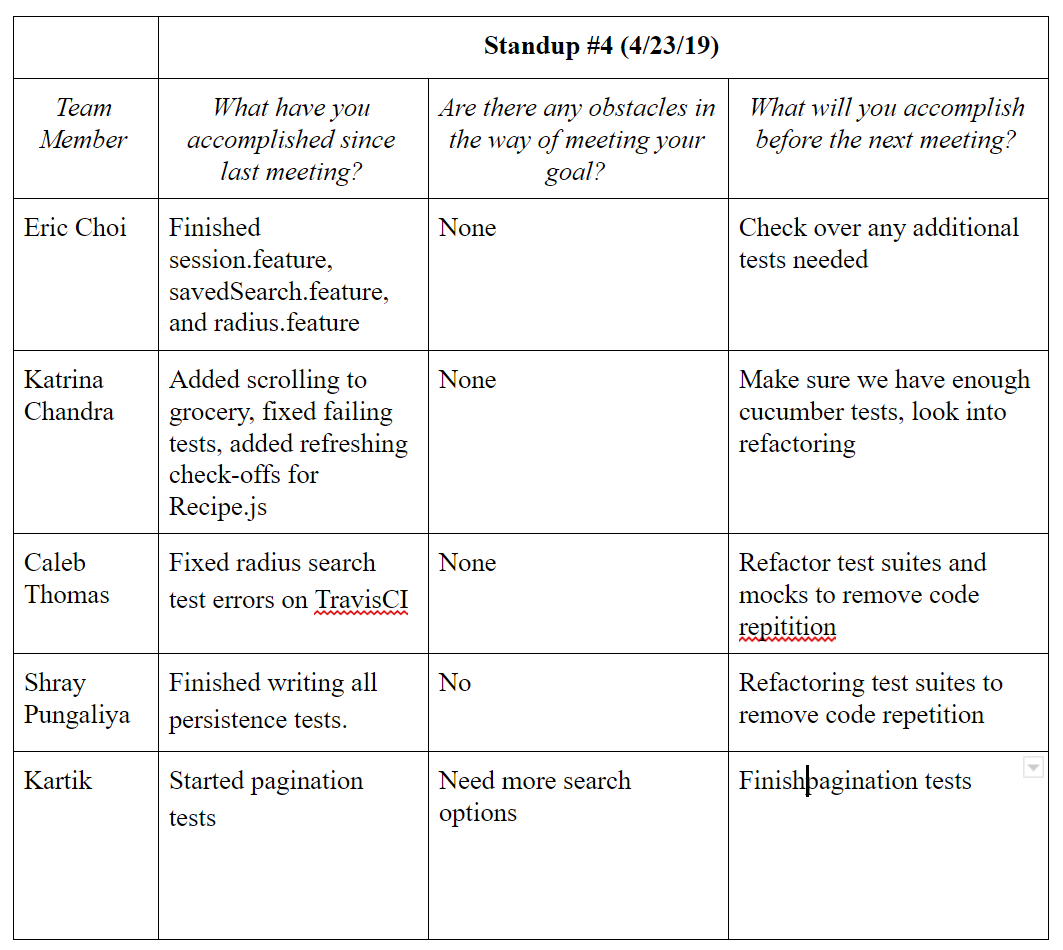 Standup #4 (4/23/19)
Team
Member
What have you
accomplished since
last meeting?
Are there any obstacles in
the way of meeting your
goal?
What will you accomplish
before the next meeting?
Eric Choi
Finished
session.feature,
savedSearch.feature,
and radius.feature
None
Check over any additional
tests needed
Katrina
Chandra
Added scrolling to
grocery, fixed failing
tests, added refreshing
check-offs for
Recipe.js
None
Make sure we have enough
cucumber tests, look into
refactoring
Caleb
Thomas
Fixed radius search
test errors on TravisCI
None
Refactor test suites and
mocks to remove code
repitition
Shray
Pungaliya
Finished writing all
persistence tests.
No
Refactoring test suites to
remove code repetition
Kartik
Started pagination
tests
Need more search
options
Finish pagination tests